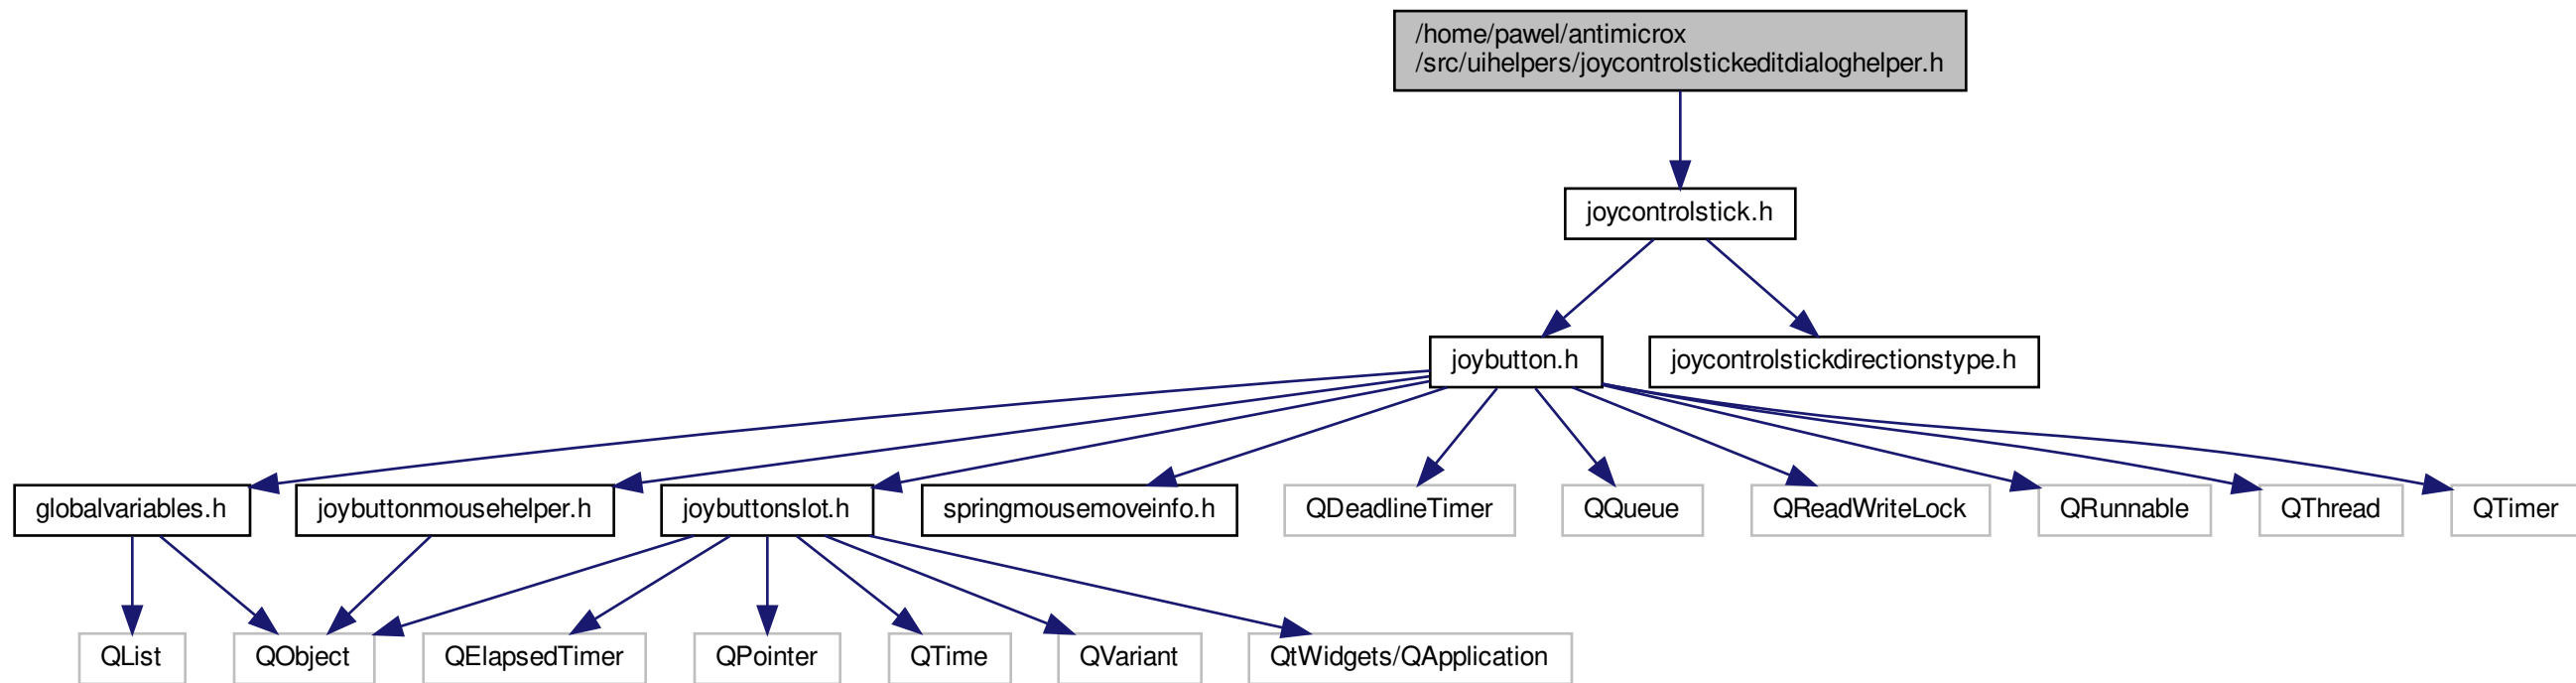 /home/pawel/antimicrox
/src/uihelpers/joycontrolstickeditdialoghelper.h
joycontrolstick.h
joybutton.h
joycontrolstickdirectionstype.h
globalvariables.h
joybuttonmousehelper.h
joybuttonslot.h
springmousemoveinfo.h
QDeadlineTimer
QQueue
QReadWriteLock
QRunnable
QThread
QTimer
QList
QObject
QElapsedTimer
QPointer
QTime
QVariant
QtWidgets/QApplication